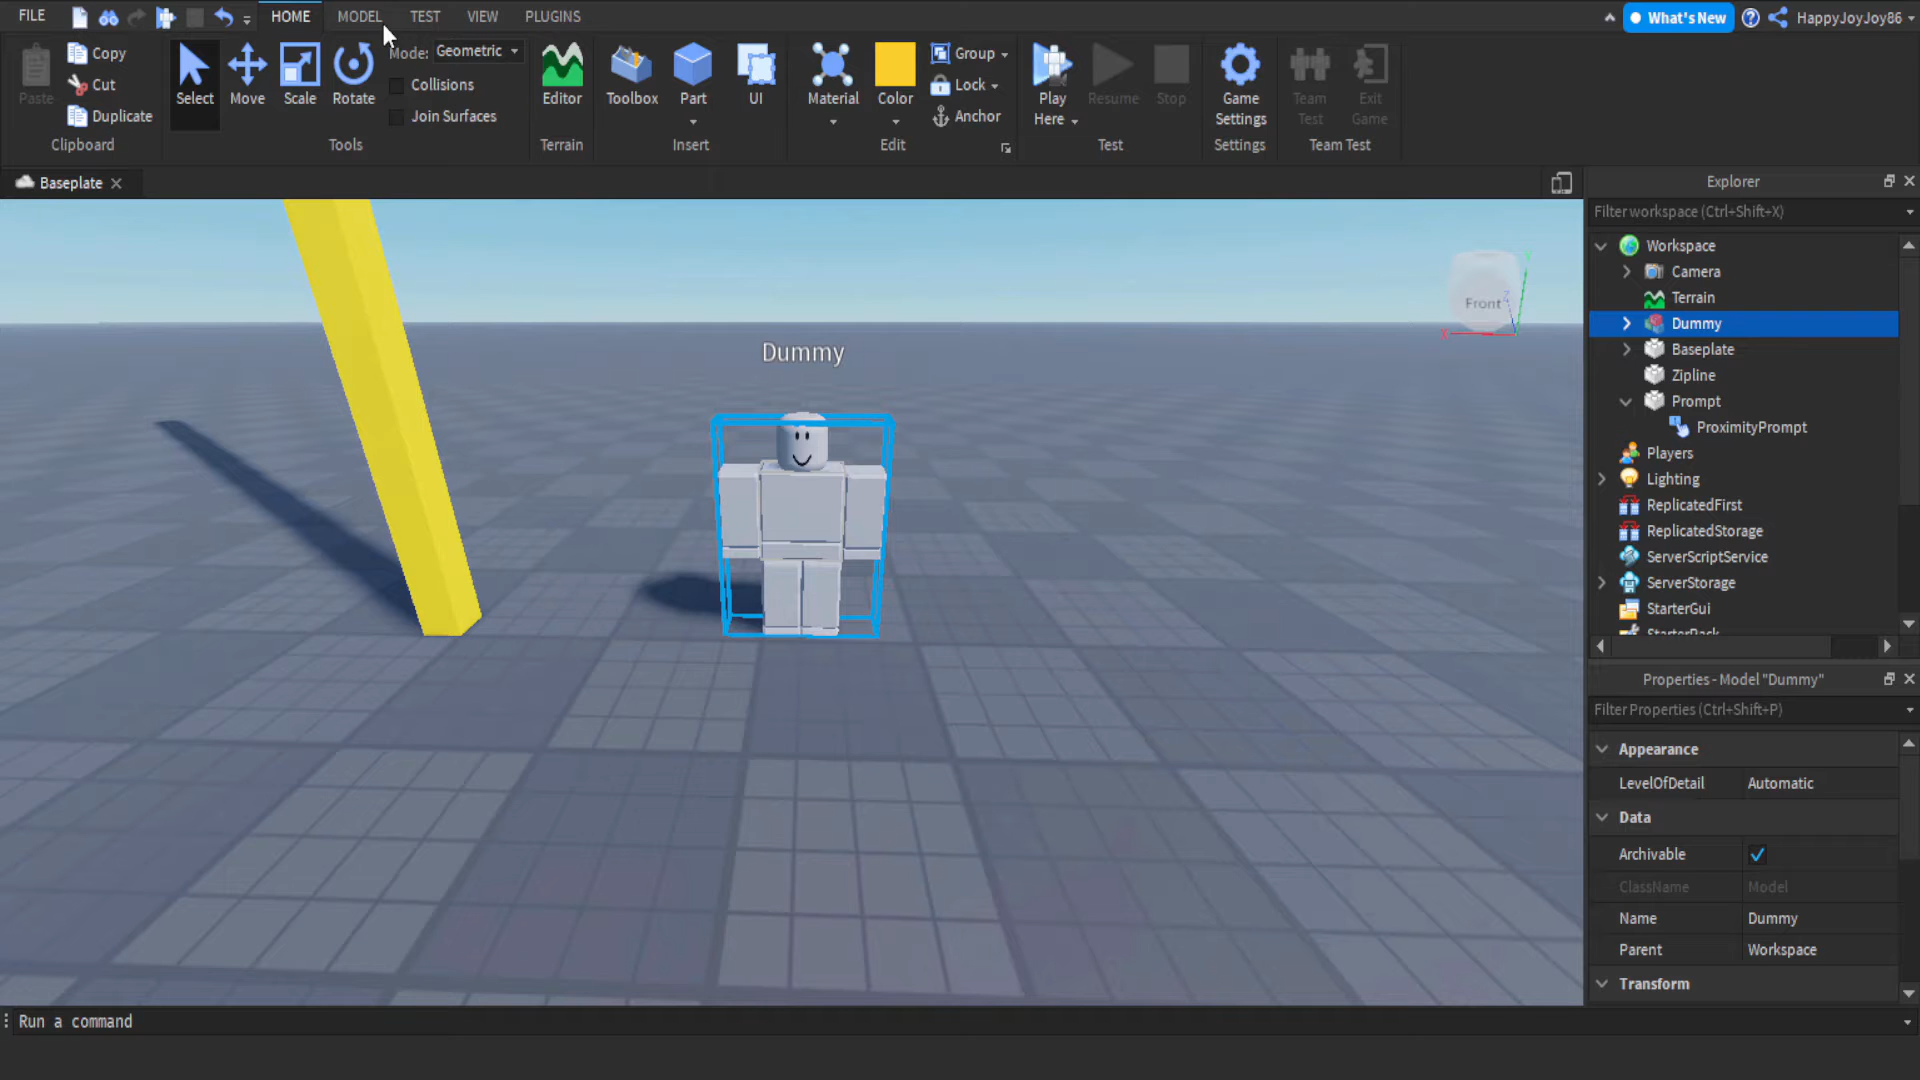 FILE HOME MODEL TEST VIEW PLUGINS What's New HappyJoyJoy86
Paste Copy Cut Duplicate Select Move Scale Rotate Mode: Geometric Collisions Join Surfaces Editor Toolbox Part UI Material Color Group Lock Anchor Play Here Resume Stop Game Settings Team Test Exit Game
Clipboard Tools Terrain Insert Edit Test Settings Team Test
Baseplate
Explorer
Filter workspace (Ctrl+Shift+X)
Workspace
Camera
Terrain
Dummy
Baseplate
Zipline
Prompt
ProximityPrompt
Players
Lighting
ReplicatedFirst
ReplicatedStorage
ServerScriptService
ServerStorage
StarterGui
StarterPack
Front
X
Dummy
Properties - Model "Dummy"
Filter Properties (Ctrl+Shift+P)
Appearance
LevelOfDetail Automatic
Data
Archivable
ClassName Model
Name Dummy
Parent Workspace
Transform
Run a command